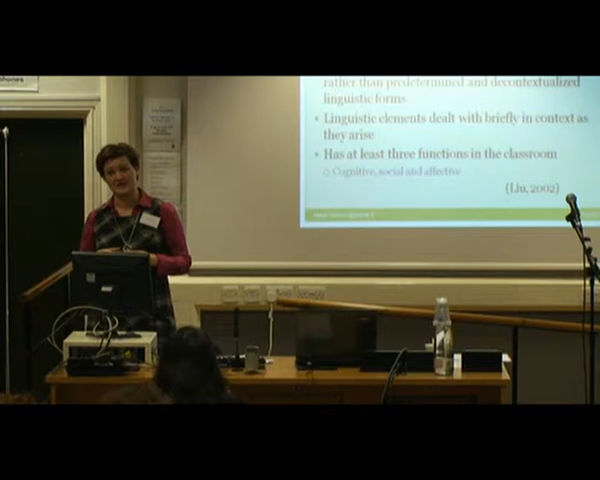 rather than predetermined and decontextualized
linguistic forms
Linguistic elements dealt with briefly in context as
they arise
Has at least three functions in the classroom
Cognitive, social and affective
(Liu, 2002)